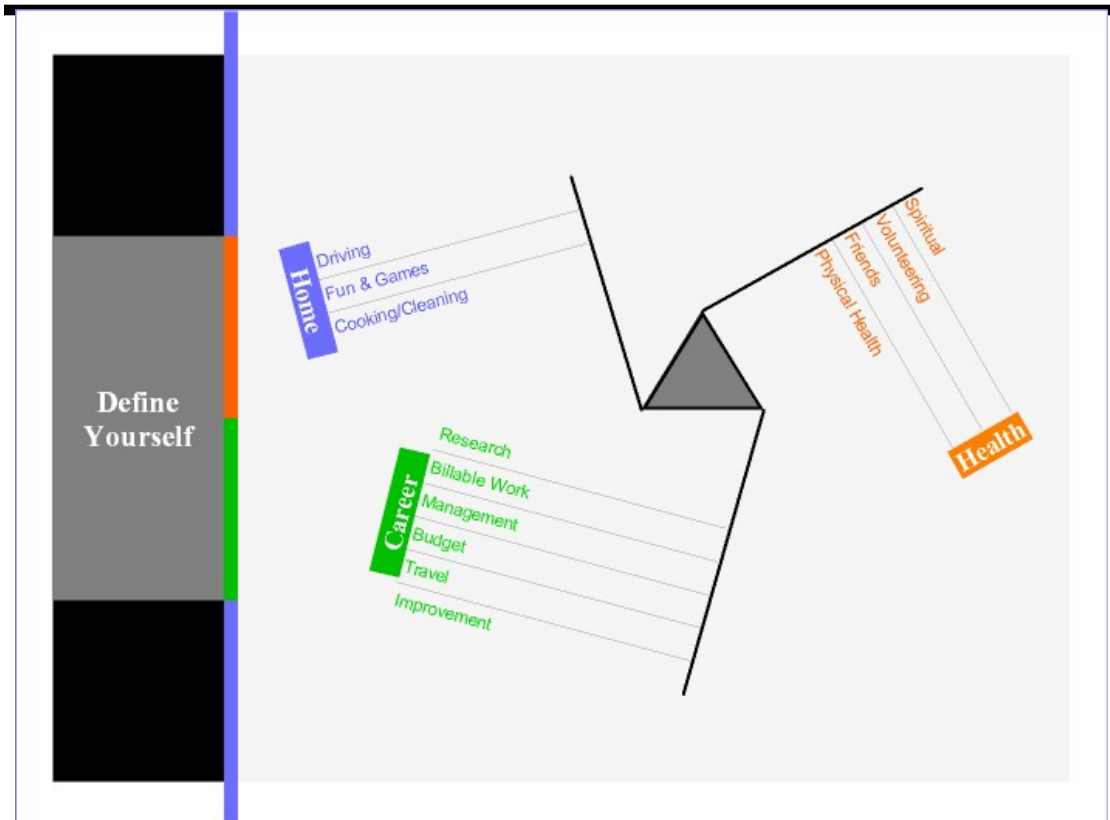 Define
Yourself
Home
Driving
Fun & Games
Cooking/Cleaning
Career
Research
Billable Work
Management
Budget
Travel
Improvement
Health
Physical Health
Friends
Volunteering
Spiritual